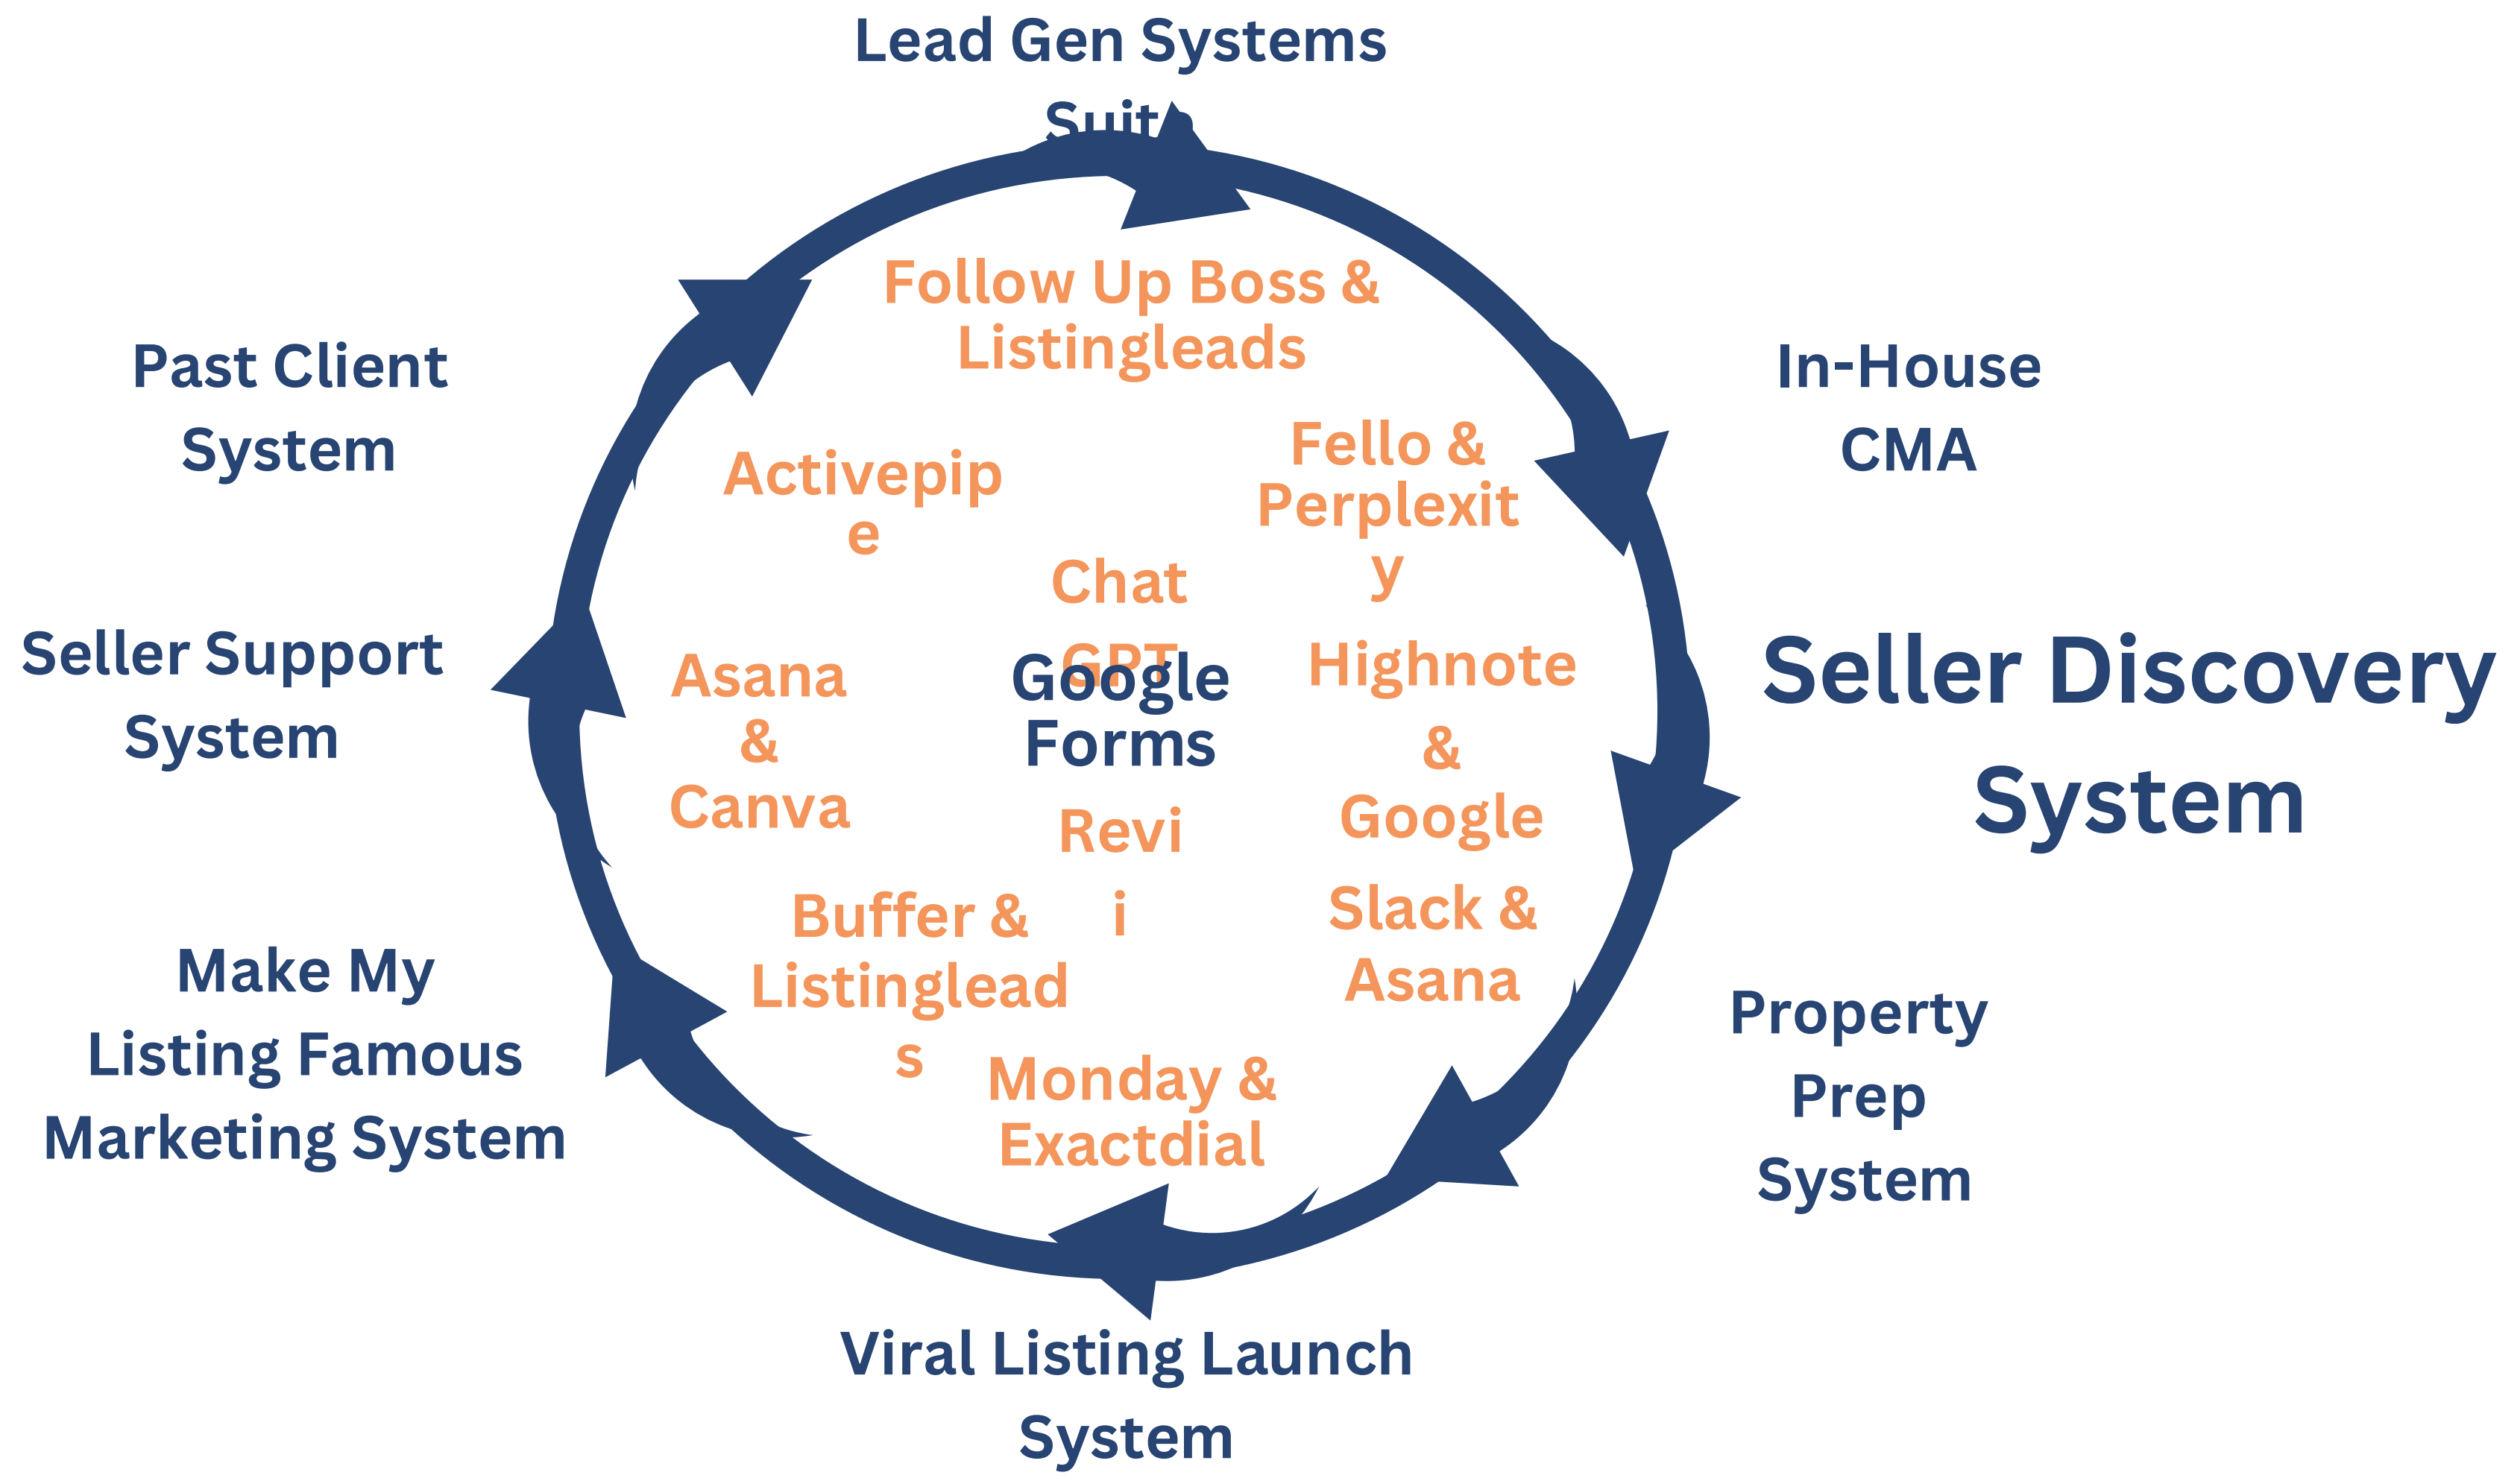 Lead Gen Systems
Suite
Follow Up Boss &
Listingleads
Past Client
System
In-House
CMA
Activepip
e
Fello &
Perplexit
y
Chat
GPT
Google
Forms
Revi
i
Seller Support
System
Asana
&
Canva
Highnote
&
Google
Seller Discovery
System
Buffer &
Listinglead
s
Slack &
Asana
Make My
Listing Famous
Marketing System
Property
Prep
System
Monday &
Exactdial
Viral Listing Launch
System